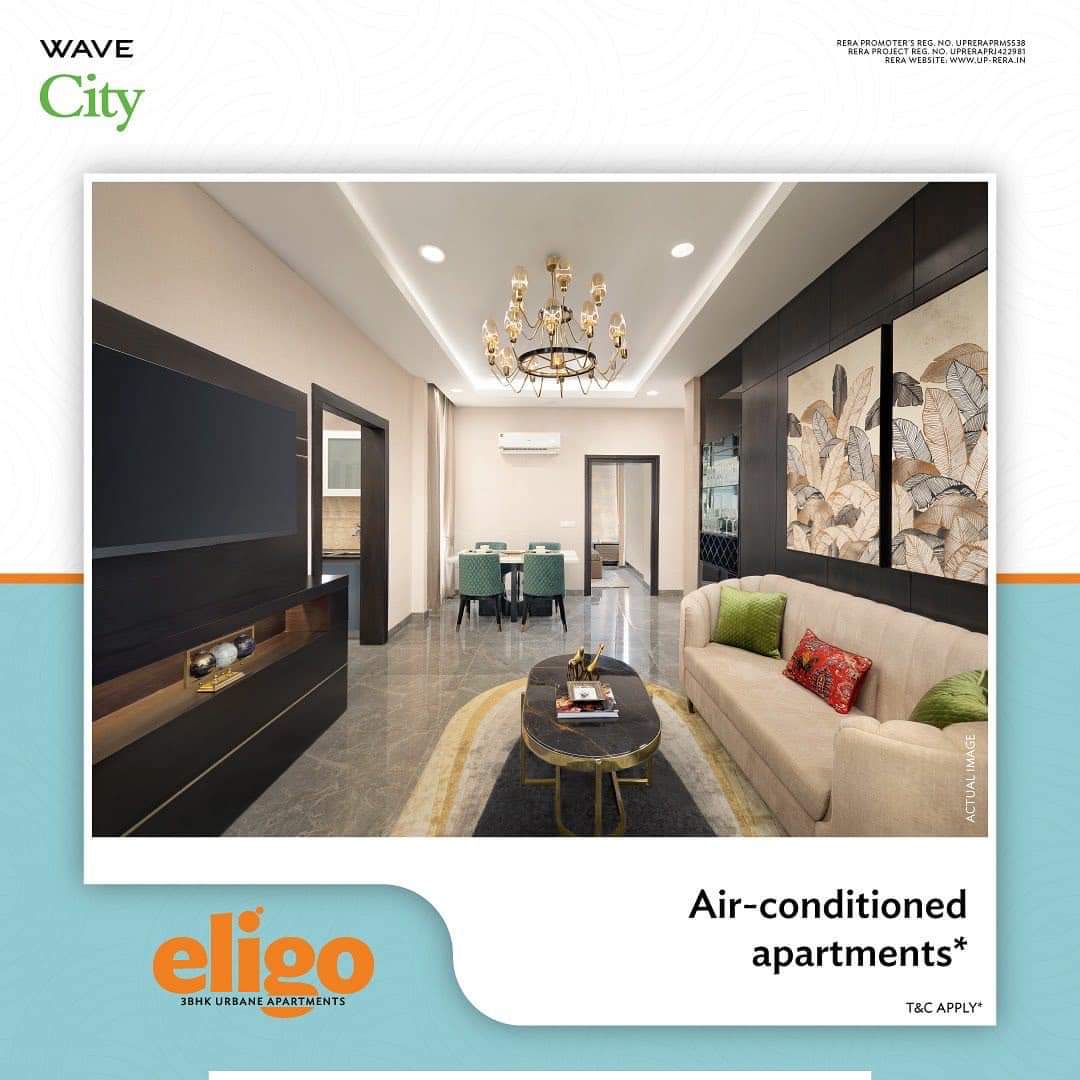 WAVE
City
RERA PROMOTER'S REG. NO. UPRERAPRM5538
RERA PROJECT REG. NO. UPRERAPRJ422981
RERA WEBSITE: WWW.UP-RERA.IN
ACTUAL IMAGE
eligo
3BHK URBANE APARTMENTS
Air-conditioned
apartments*
T&C APPLY*